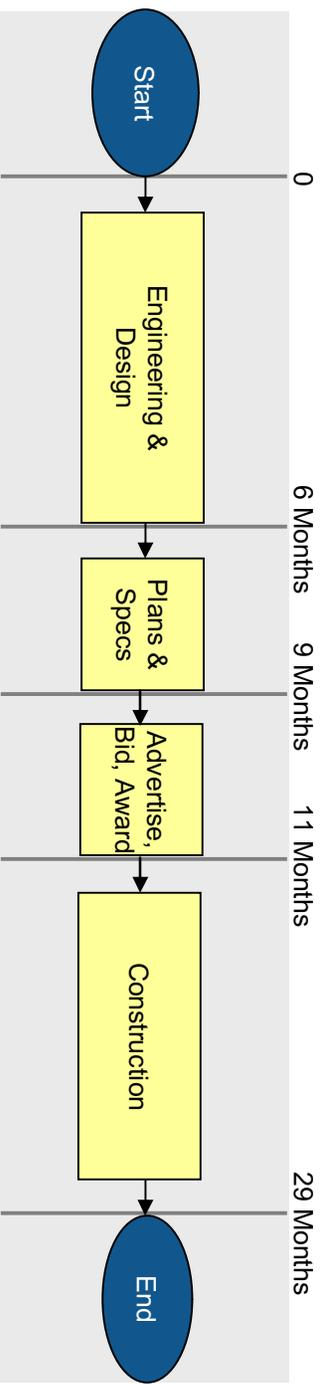 0
6 Months
9 Months
11 Months
29 Months
Start
Engineering &
Design
Plans &
Specs
Advertise,
Bid, Award
Construction
End